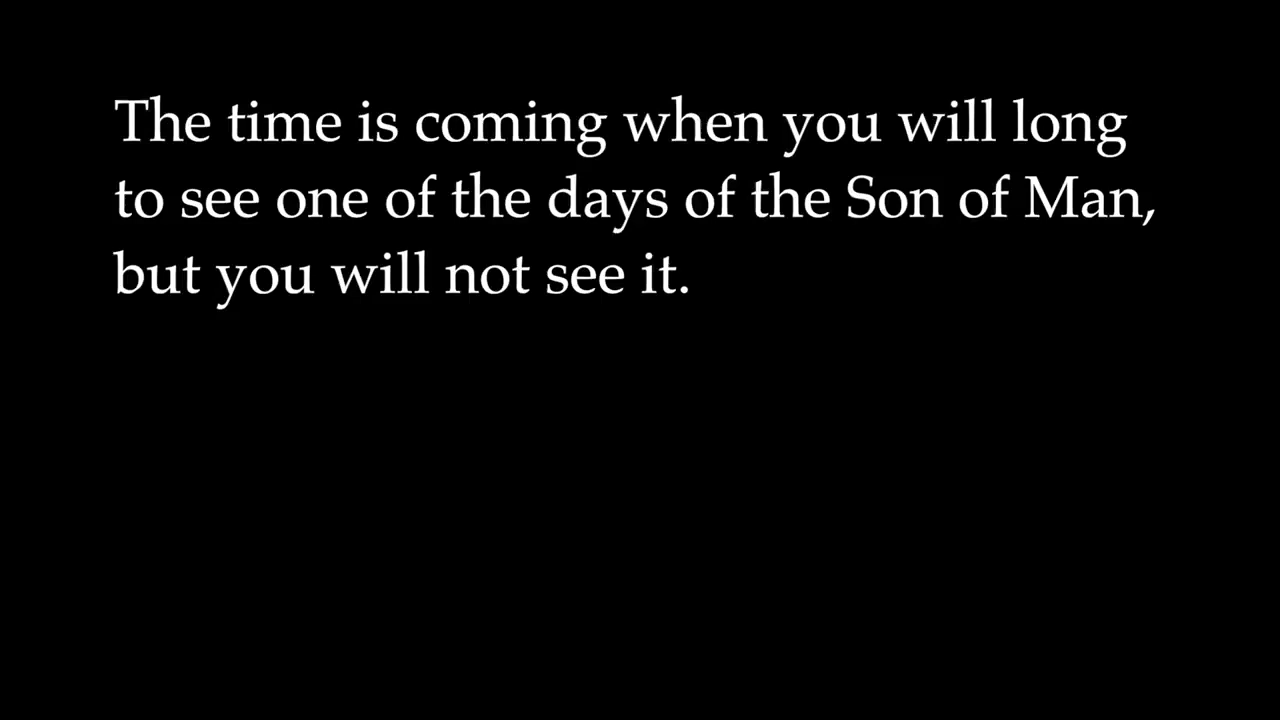 The time is coming when you will long
to see one of the days of the Son of Man,
but you will not see it.